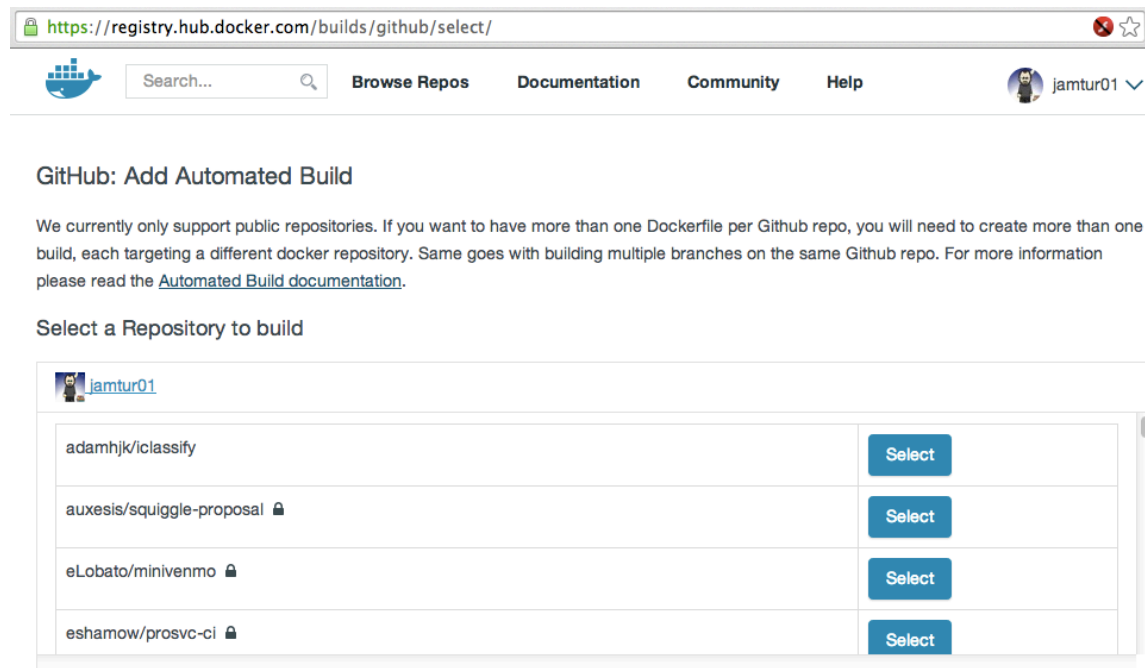 https://registry.hub.docker.com/builds/github/select/
Search...
Browse Repos
Documentation
Community
Help
jamtur01
GitHub: Add Automated Build
We currently only support public repositories. If you want to have more than one Dockerfile per Github repo, you will need to create more than one
build, each targeting a different docker repository. Same goes with building multiple branches on the same Github repo. For more information
please read the Automated Build documentation.
Select a Repository to build
jamtur01
adamhjk/iclassify
Select
auxesis/squiggle-proposal
Select
eLobato/minivenmo
Select
eshamow/prosvc-ci
Select